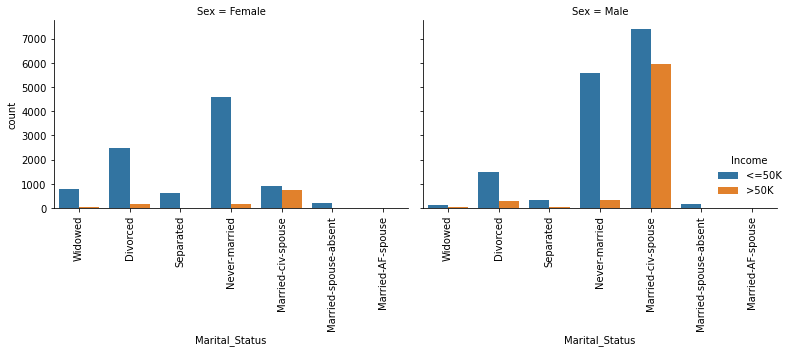 Sex = Female
Sex = Male
7000
6000
5000
4000
3000
2000
1000
0
count
Income
<=50K
>50K
Widowed
Divorced
Separated
Never-married
Married-civ-spouse
Married-spouse-absent
Married-AF-spouse
Marital_Status
Widowed
Divorced
Separated
Never-married
Married-civ-spouse
Married-spouse-absent
Married-AF-spouse
Marital_Status